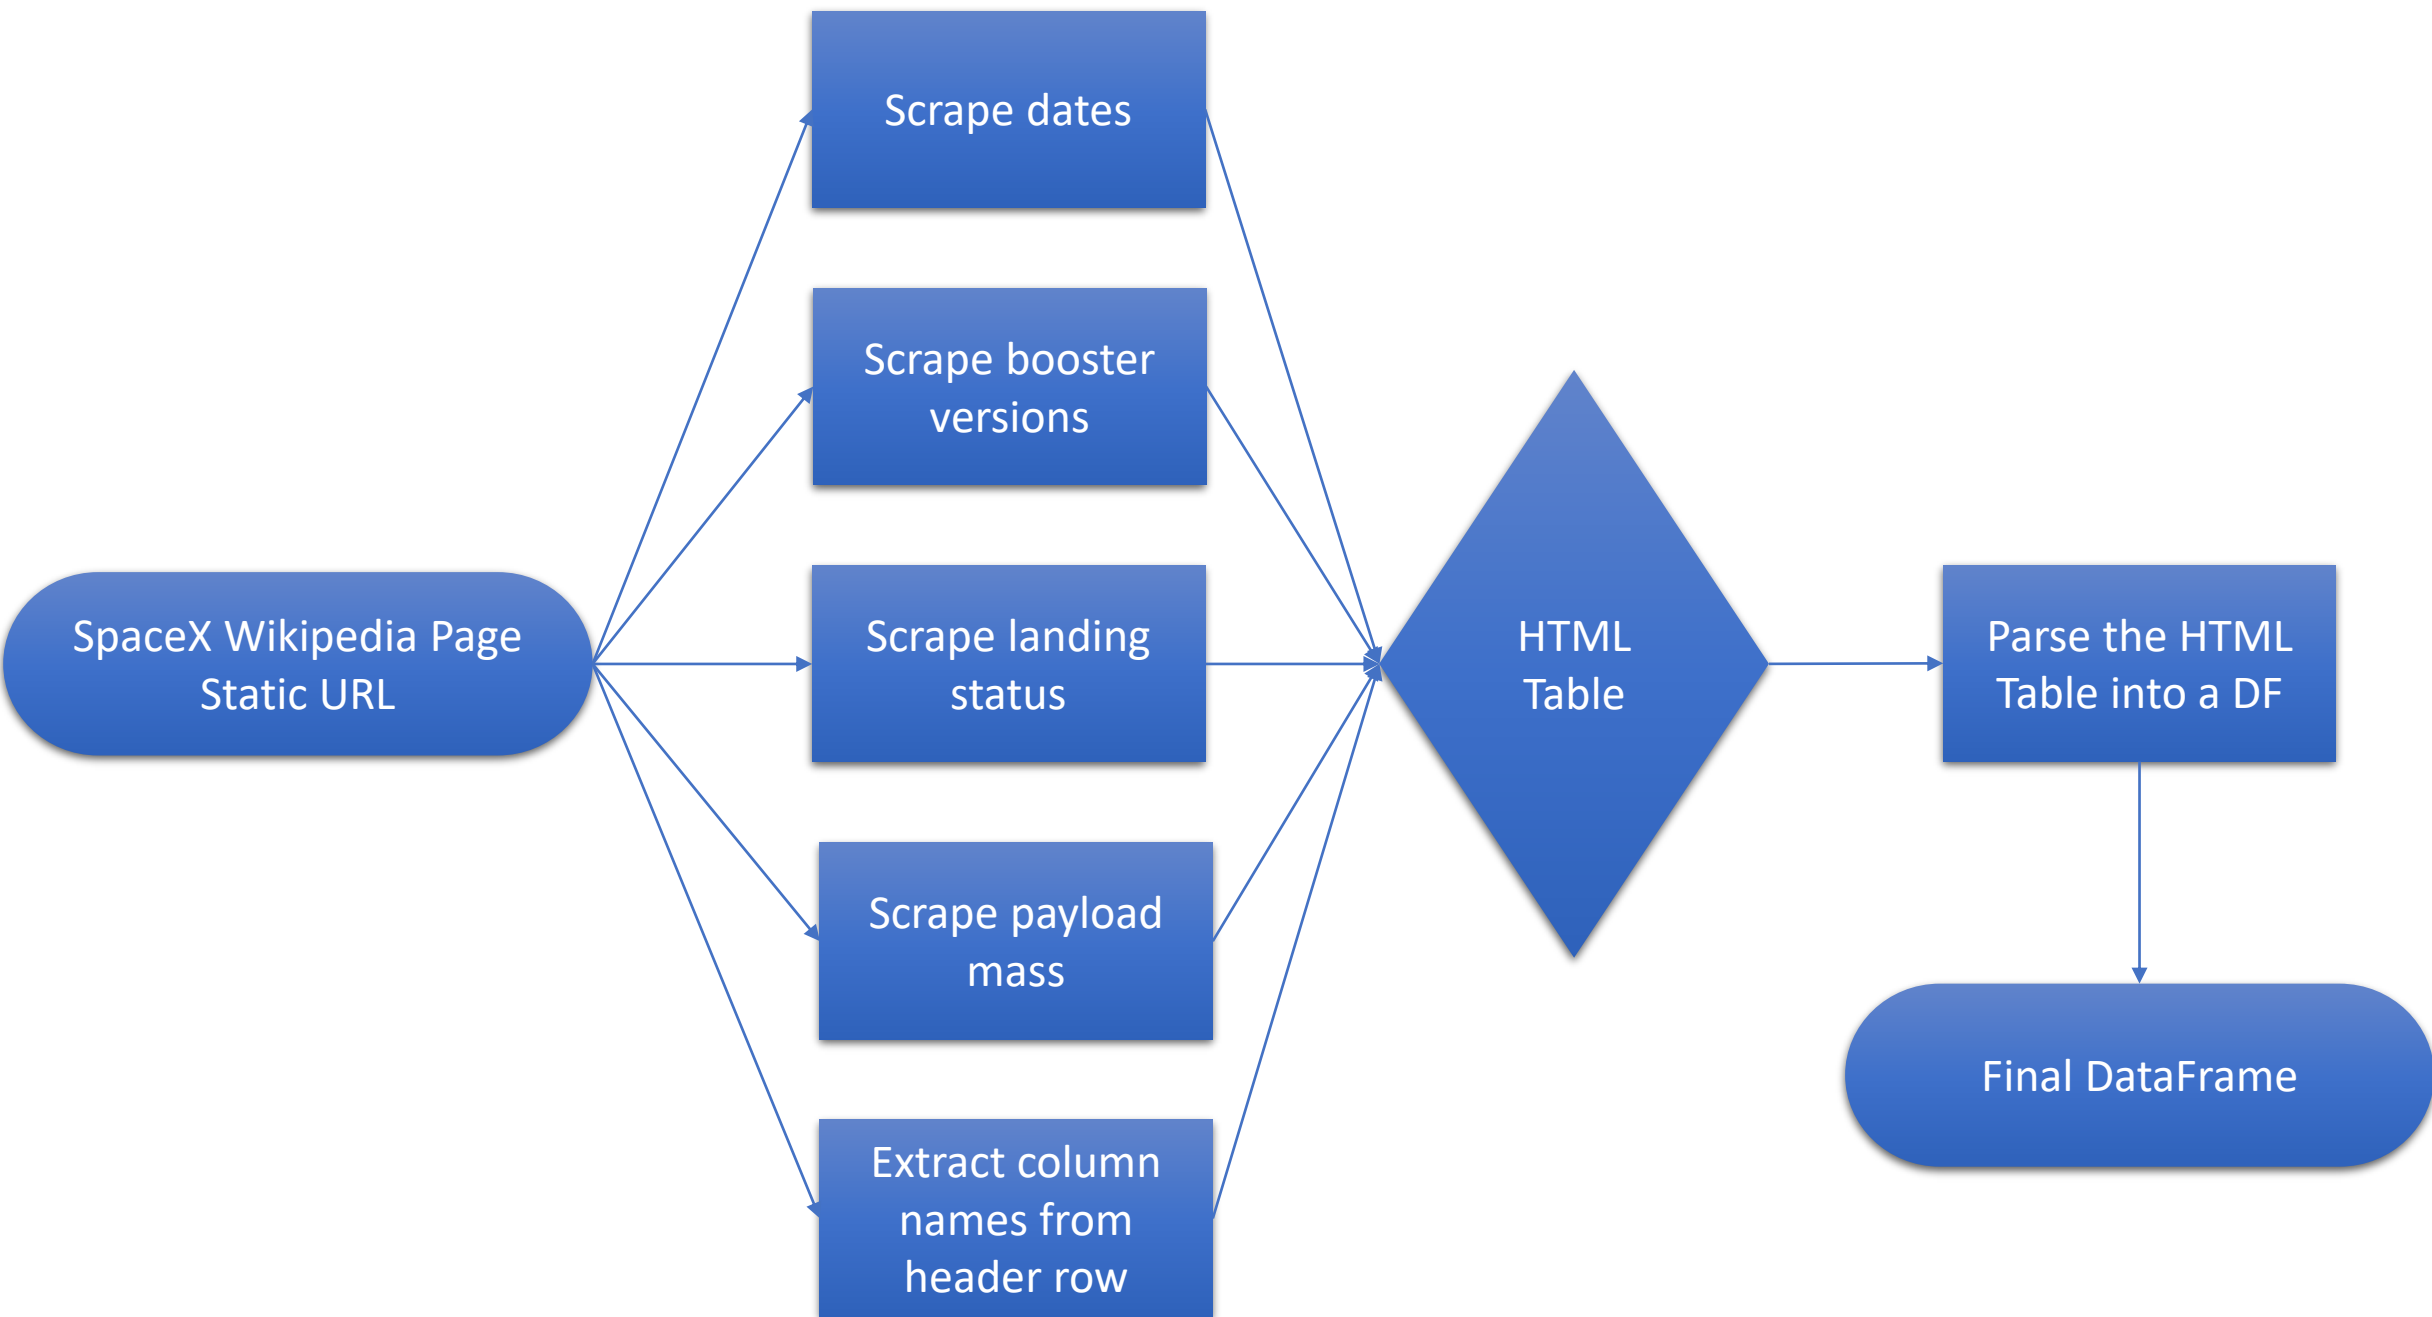 SpaceX Wikipedia Page
Static URL
Scrape dates
Scrape booster
versions
Scrape landing
status
Scrape payload
mass
Extract column
names from
header row
HTML
Table
Parse the HTML
Table into a DF
Final DataFrame